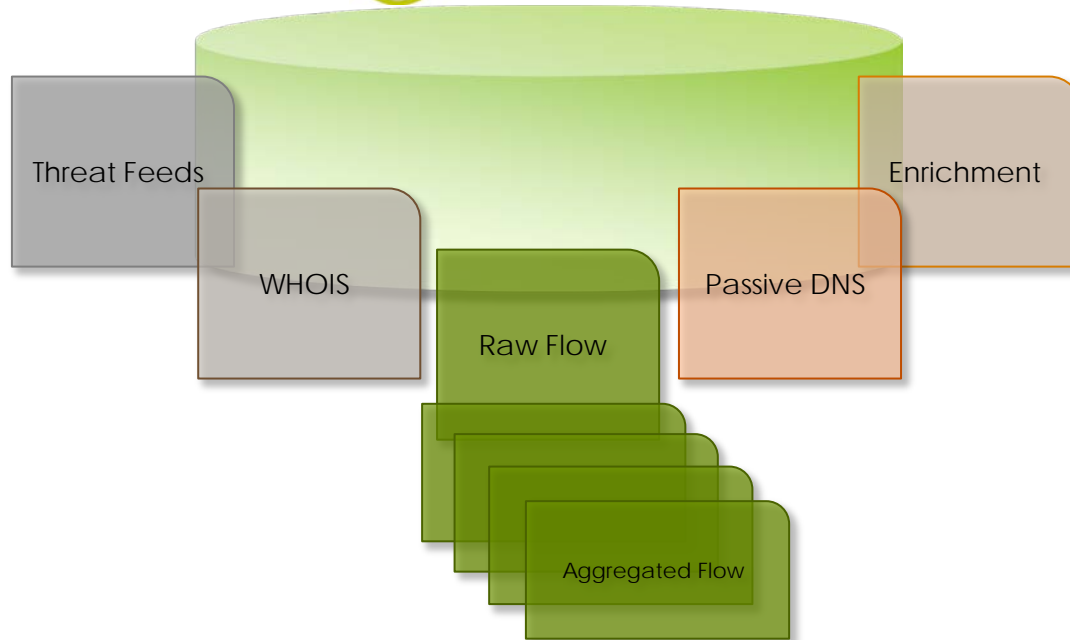 Threat Feeds
Enrichment
WHOIS
Passive DNS
Raw Flow
Aggregated Flow